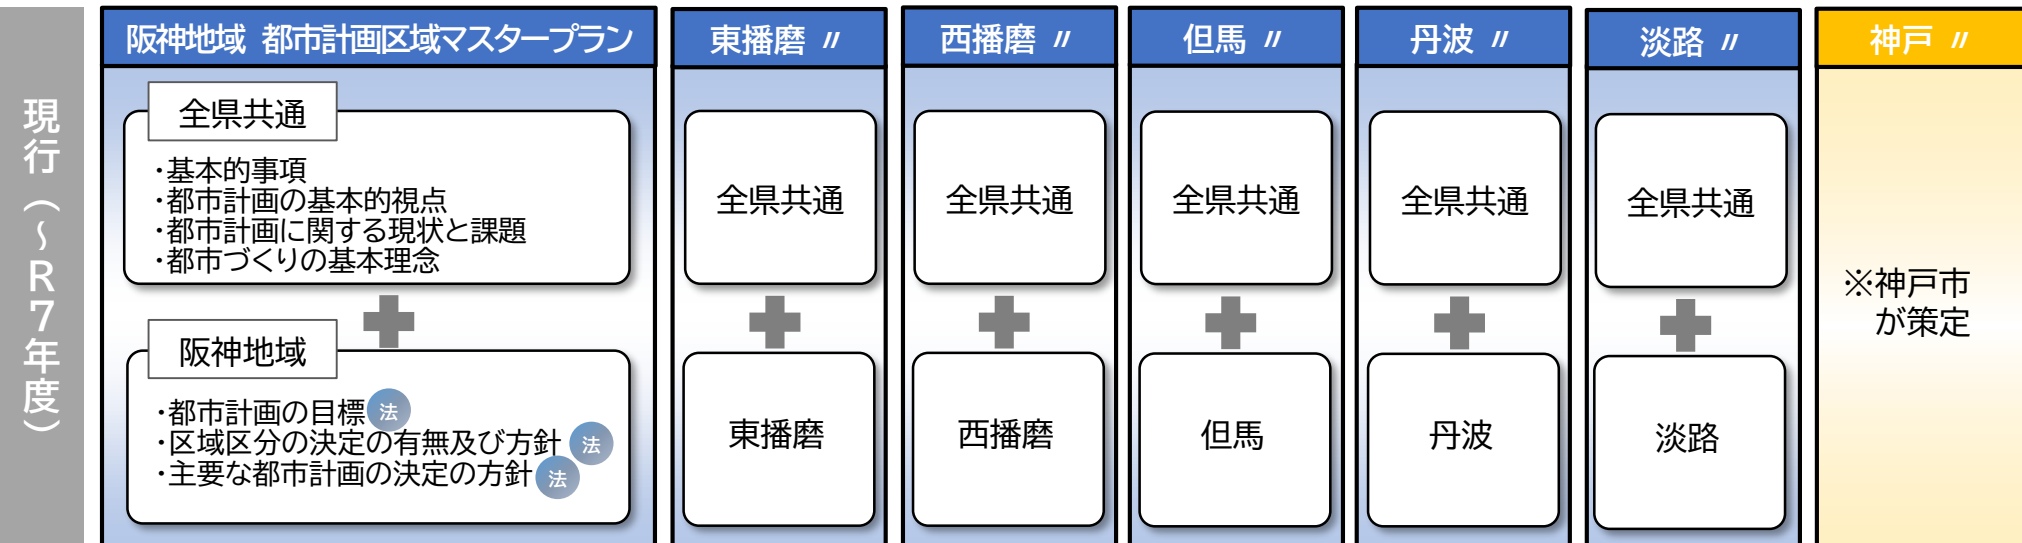 現行（～R7年度）
阪神地域 都市計画区域マスタープラン
全県共通
・基本的事項
・都市計画の基本的視点
・都市計画に関する現状と課題
・都市づくりの基本理念
阪神地域
・都市計画の目標 法
・区域区分の決定の有無及び方針 法
・主要な都市計画の決定の方針 法
東播磨 〃
全県共通
東播磨
西播磨 〃
全県共通
西播磨
但馬 〃
全県共通
但馬
丹波 〃
全県共通
丹波
淡路 〃
全県共通
淡路
神戸 〃
※神戸市
が策定